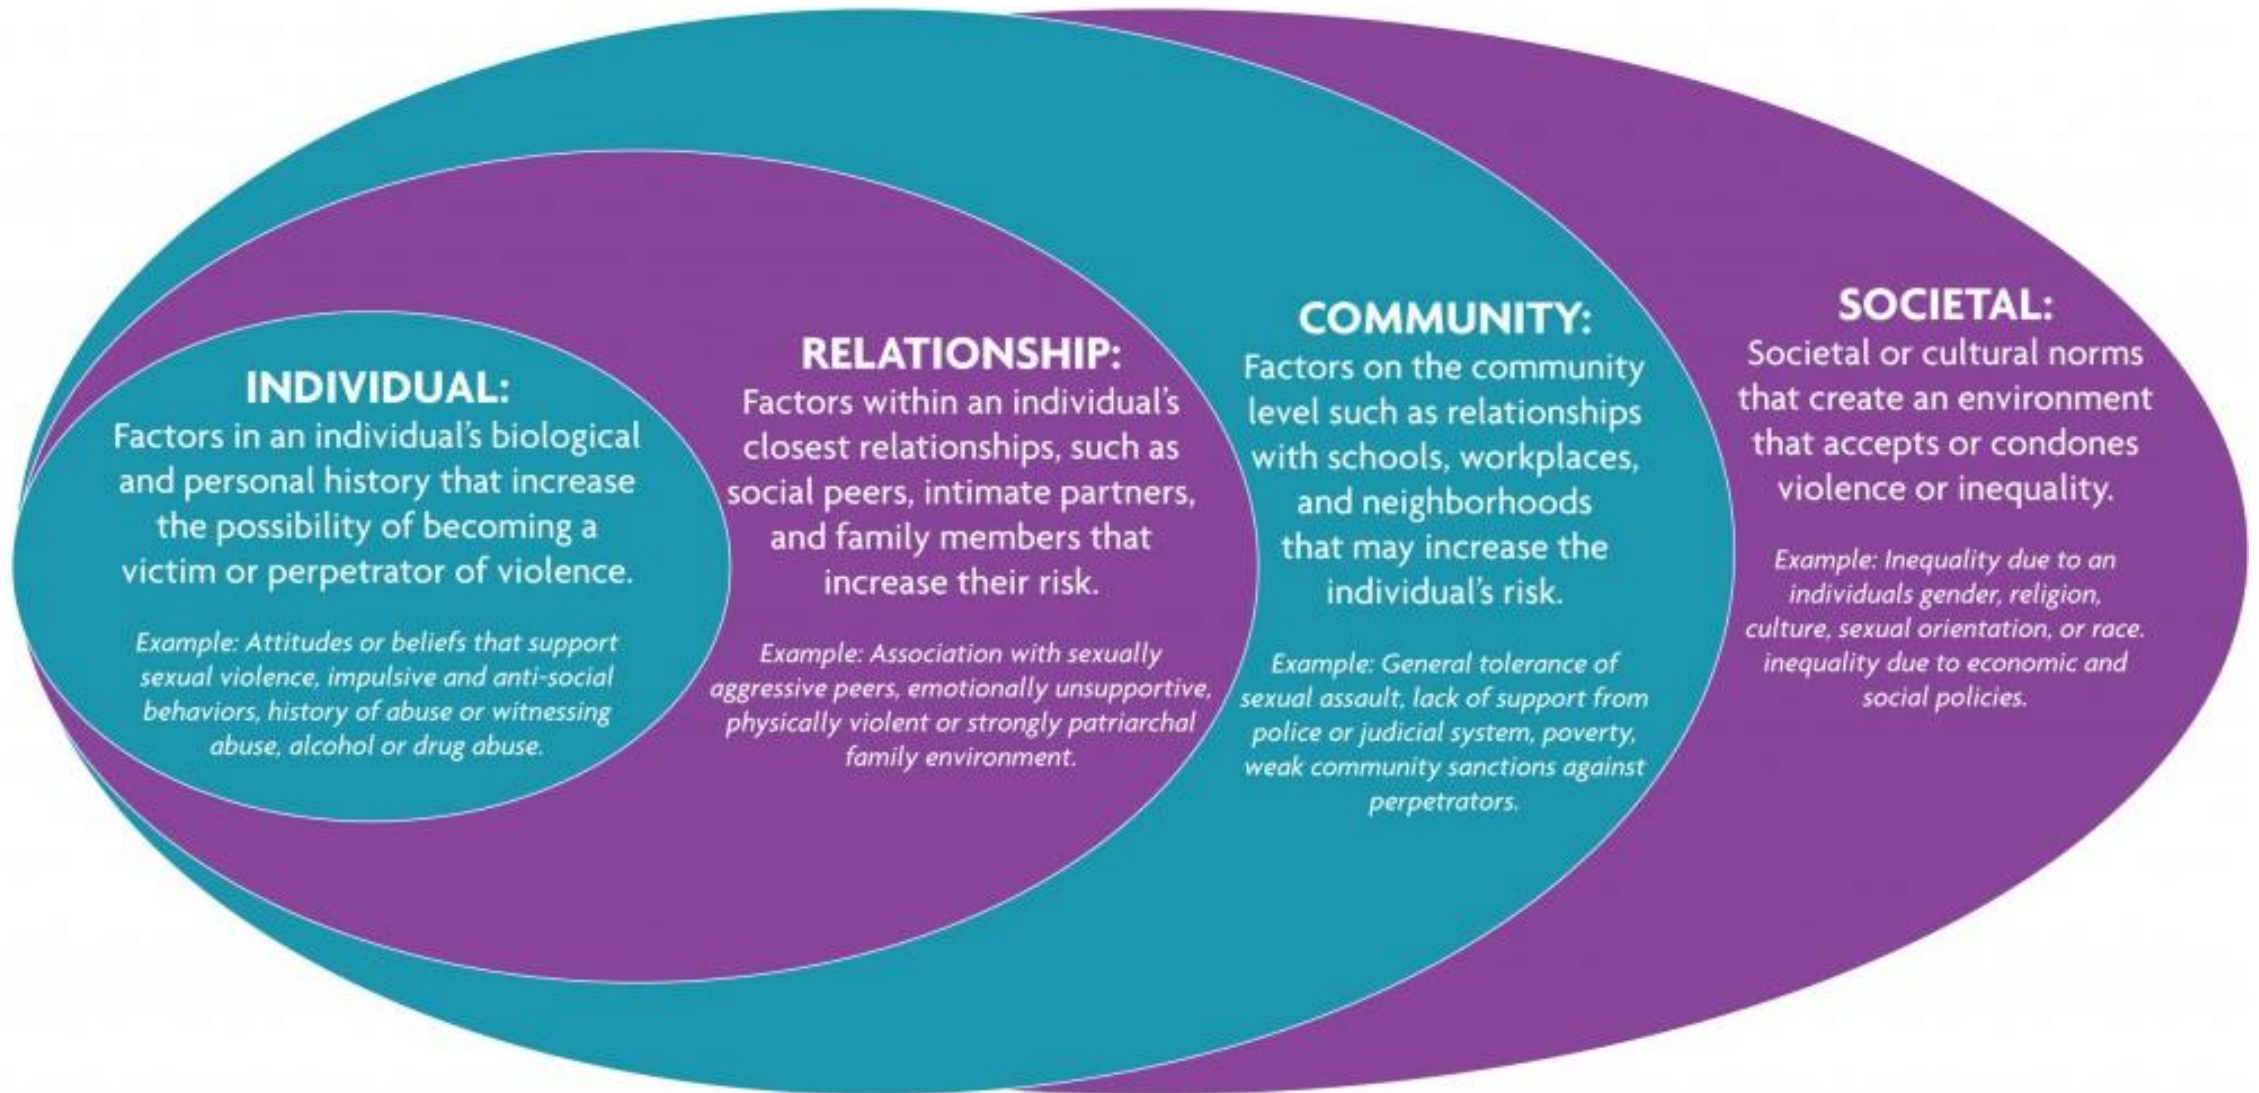 INDIVIDUAL:
Factors in an individual's biological
and personal history that increase
the possibility of becoming a
victim or perpetrator of violence.
Example: Attitudes or beliefs that support
sexual violence, impulsive and anti-social
behaviors, history of abuse or witnessing
abuse, alcohol or drug abuse.
RELATIONSHIP:
Factors within an individual's
closest relationships, such as
social peers, intimate partners,
and family members that
increase their risk.
Example: Association with sexually
aggressive peers, emotionally unsupportive,
physically violent or strongly patriarchal
family environment.
COMMUNITY:
Factors on the community
level such as relationships
with schools, workplaces,
and neighborhoods
that may increase the
individual's risk.
Example: General tolerance of
sexual assault, lack of support from
police or judicial system, poverty,
weak community sanctions against
perpetrators.
SOCIETAL:
Societal or cultural norms
that create an environment
that accepts or condones
violence or inequality.
Example: Inequality due to an
individuals gender, religion,
culture, sexual orientation, or race.
inequality due to economic and
social policies.